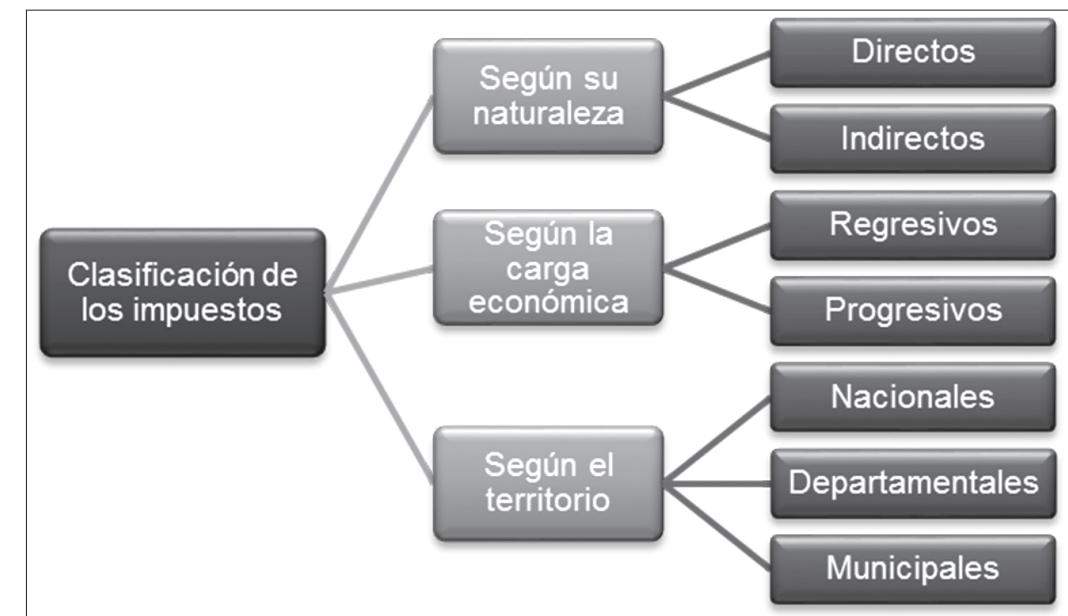 Clasificación de
los impuestos
Según su
naturaleza
Directos
Indirectos
Según la
carga
económica
Regresivos
Progresivos
Según el
territorio
Nacionales
Departamentales
Municipales